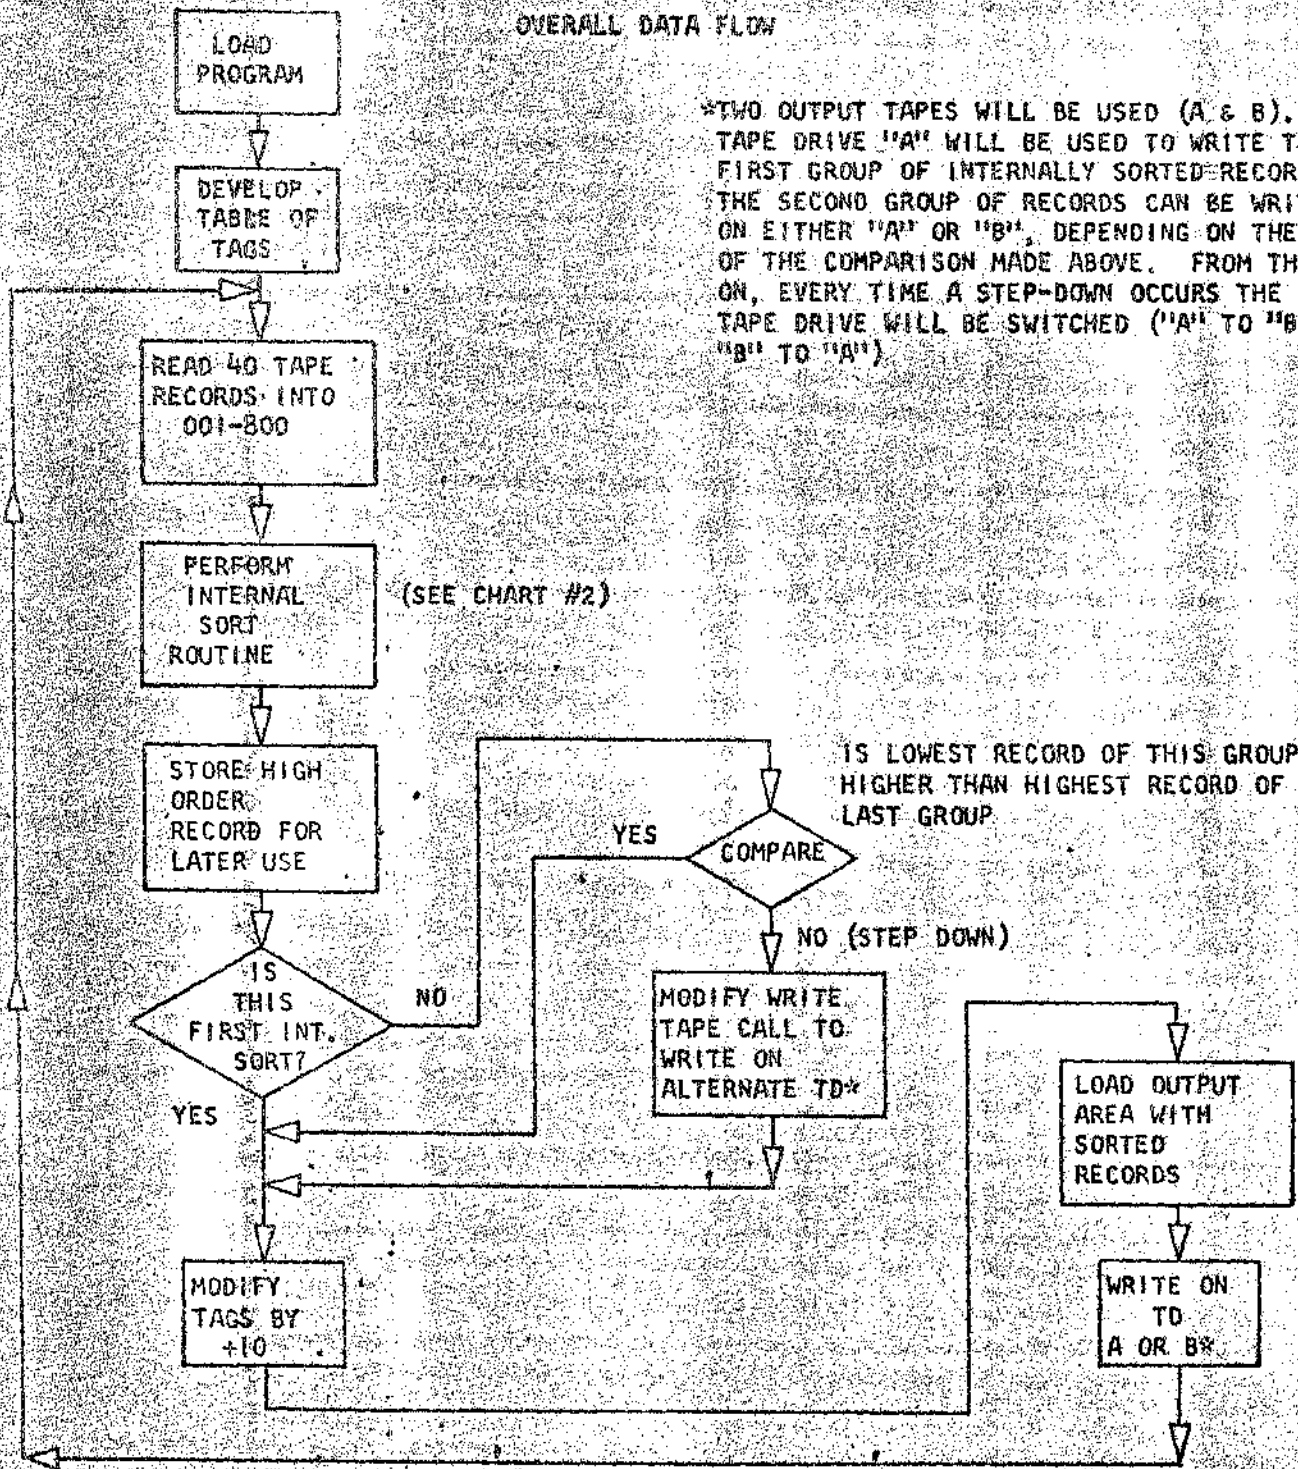 OVERALL DATA FLOW
LOAD
PROGRAM
*TWO OUTPUT TAPES WILL BE USED (A & B).
TAPE DRIVE "A" WILL BE USED TO WRITE T
FIRST GROUP OF INTERNALLY SORTED RECOR
THE SECOND GROUP OF RECORDS CAN BE WRI
ON EITHER "A" OR "B", DEPENDING ON THE
OF THE COMPARISON MADE ABOVE. FROM TH
ON, EVERY TIME A STEP-DOWN OCCURS THE
TAPE DRIVE WILL BE SWITCHED ("A" TO "B
"B" TO "A")
DEVELOP
TABLE OF
TAGS
READ 40 TAPE
RECORDS INTO
001-800
PERFORM
INTERNAL
SORT
ROUTINE
(SEE CHART #2)
STORE HIGH
ORDER
RECORD FOR
LATER USE
IS LOWEST RECORD OF THIS GROUP
HIGHER THAN HIGHEST RECORD OF
LAST GROUP
YES
COMPARE
NO (STEP DOWN)
IS
THIS
FIRST INT.
SORT?
NO
YES
MODIFY WRITE
TAPE CALL TO
WRITE ON
ALTERNATE TD*
LOAD OUTPUT
AREA WITH
SORTED
RECORDS
MODIFY
TAGS BY
+10
WRITE ON
TD
A OR B*